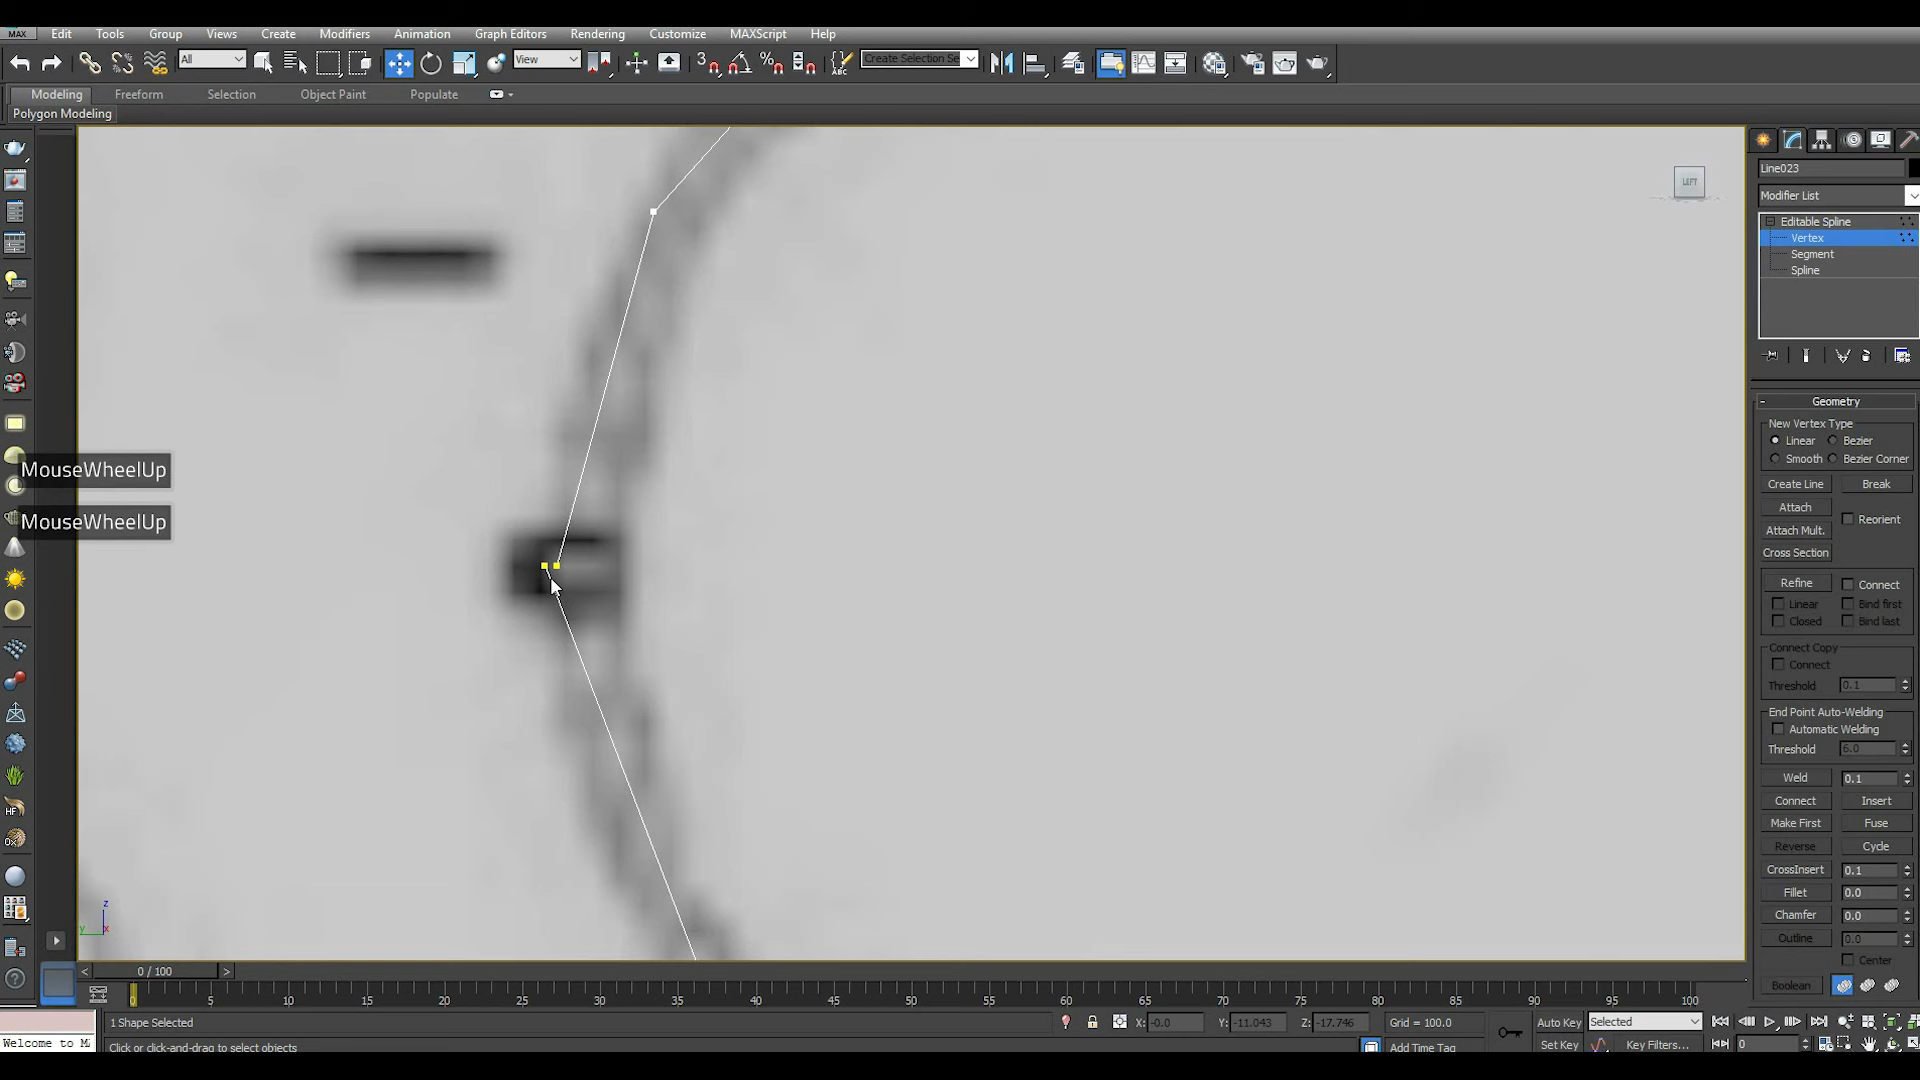 MAX Edit Tools Group Views Create Modifiers Animation Graph Editors Rendering Customize MAXScript Help
All View Create Selection Se
Modeling Freeform Selection Object Paint Populate
Polygon Modeling
LEFT
Line023
Modifier List
Editable Spline
Vertex
Segment
Spline
Geometry
New Vertex Type
Linear Bezier
Smooth Bezier Corner
Create Line Break
Attach
Reorient
Attach Mult.
Cross Section
Refine Connect
Linear Bind first
Closed Bind last
Connect Copy
Connect
Threshold 0.1
End Point Auto-Welding
Automatic Welding
Threshold 6.0
Weld 0.1
Connect Insert
Make First Fuse
Reverse Cycle
CrossInsert 0.1
Fillet 0.0
Chamfer 0.0
Outline 0.0
Center
Boolean
MouseWheelUp
MouseWheelUp
HF
z
y x
< 0 / 100 >
0 5 10 15 20 25 30 35 40 45 50 55 60 65 70 75 80 85 90 95 100
1 Shape Selected X: -0.0 Y: -11.043 Z: -17.746 Grid = 100.0 Auto Key Selected
Welcome to Click or click-and-drag to select objects Add Time Tag Set Key Key Filters... 0